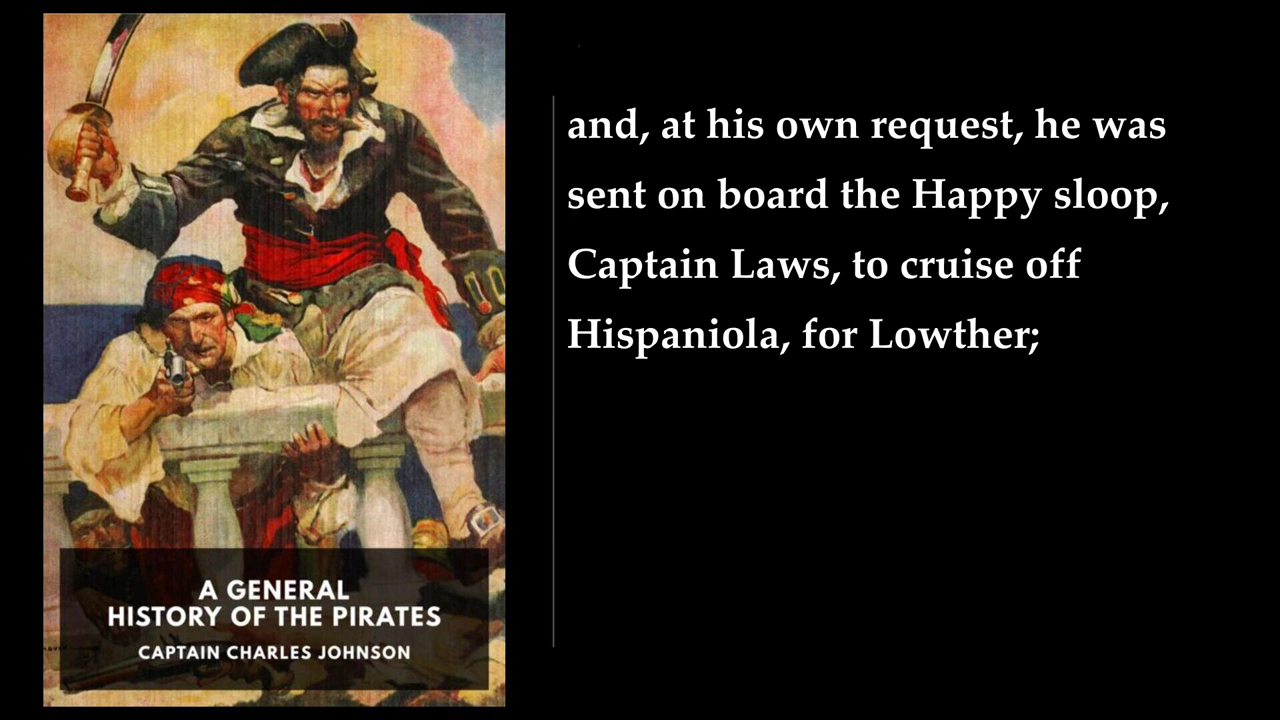 and, at his own request, he was
sent on board the Happy sloop,
Captain Laws, to cruise off
Hispaniola, for Lowther;
A GENERAL
HISTORY OF THE PIRATES
CAPTAIN CHARLES JOHNSON